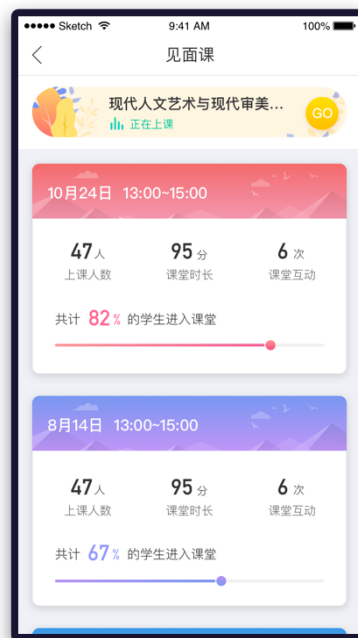 Sketch 9:41 AM 100%
见面课
现代人文艺术与现代审美...
正在上课
GO
10月24日 13:00~15:00
47人 95分 6次
上课人数 课堂时长 课堂互动
共计 82% 的学生进入课堂
8月14日 13:00~15:00
47人 95分 6次
上课人数 课堂时长 课堂互动
共计 67% 的学生进入课堂